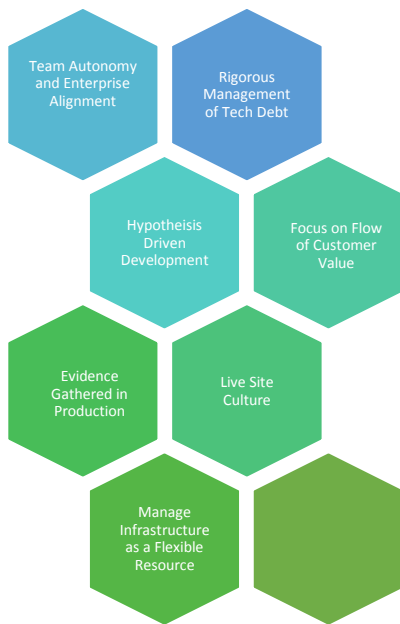 Team Autonomy
and Enterprise
Alignment
Rigorous
Management
of Tech Debt
Hypotheisis
Driven
Development
Focus on Flow
of Customer
Value
Evidence
Gathered in
Production
Live Site
Culture
Manage
Infrastructure
as a Flexible
Resource